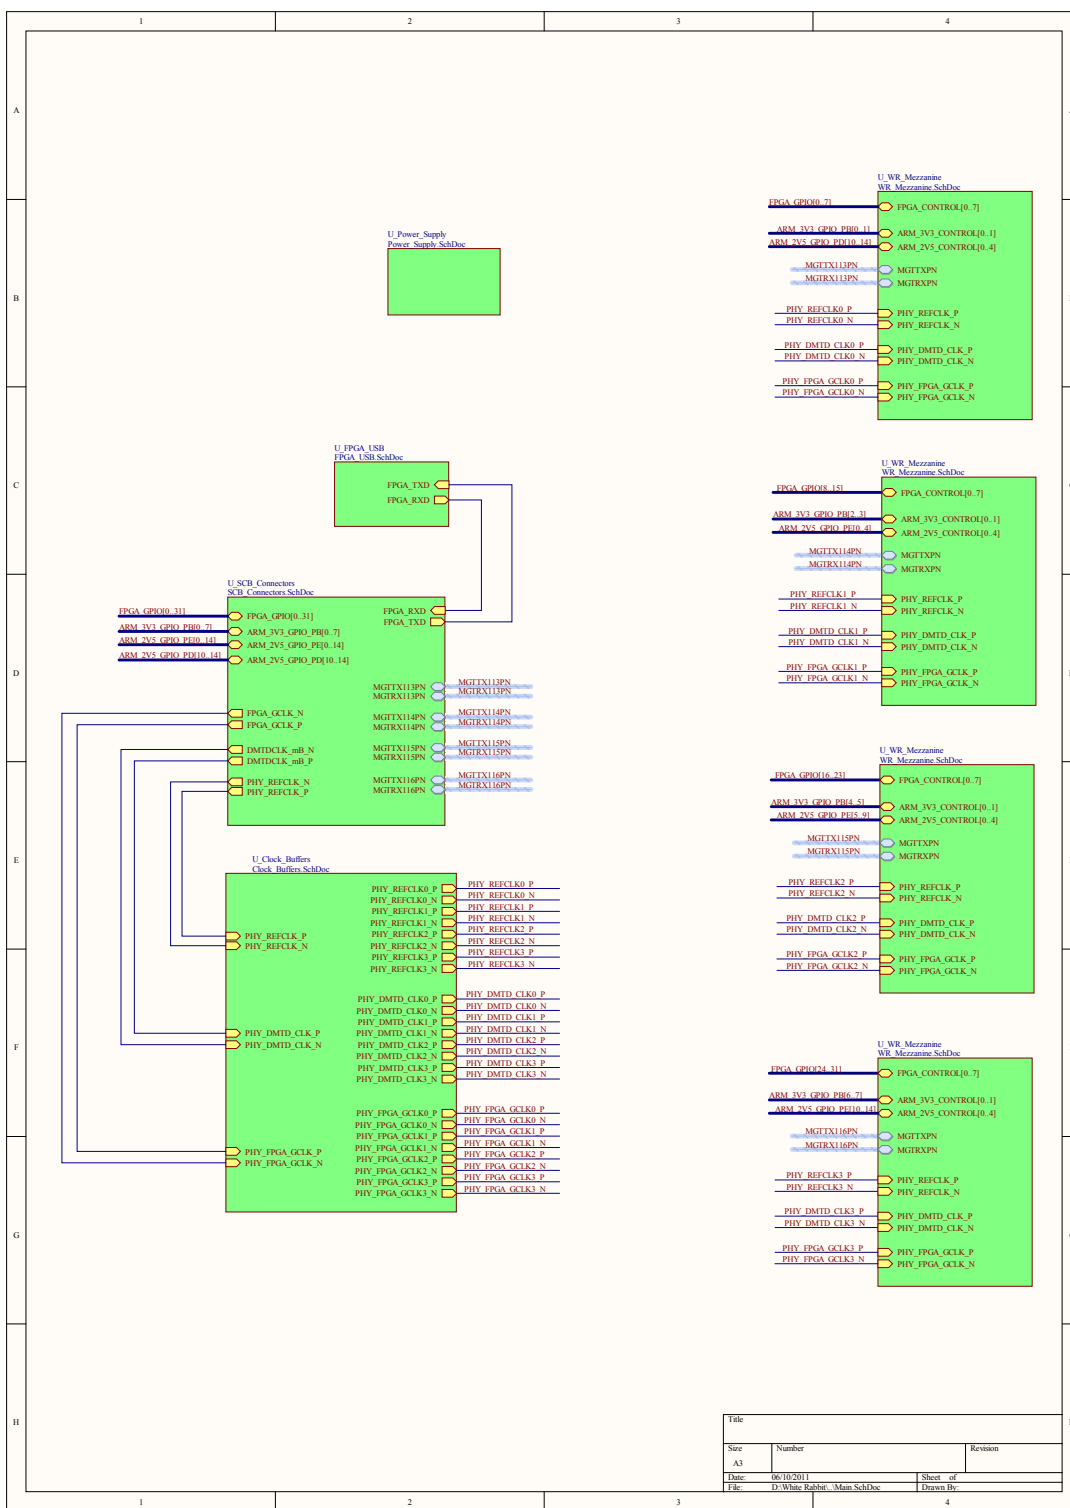 1 2 3 4
A
B
C
D
E
F
G
H
U_Power_Supply
Power_Supply.SchDoc
U_FPGA_USB
FPGA_USB.SchDoc
FPGA_TXD
FPGA_RXD
U_SCB_Connectors
SCB_Connectors.SchDoc
FPGA_GPIO[0..31] FPGA_GPIO[0..31]
ARM_3V3_GPIO_PB[0..7] ARM_3V3_GPIO_PB[0..7]
ARM_2V5_GPIO_PE[0..14] ARM_2V5_GPIO_PE[0..14]
ARM_2V5_GPIO_PD[10..14] ARM_2V5_GPIO_PD[10..14]
FPGA_RXD
FPGA_TXD
MGTTX113PN MGTTX113PN
MGTRX113PN MGTRX113PN
MGTTX114PN MGTTX114PN
MGTRX114PN MGTRX114PN
MGTTX115PN MGTTX115PN
MGTRX115PN MGTRX115PN
MGTTX116PN MGTTX116PN
MGTRX116PN MGTRX116PN
FPGA_GCLK_N
FPGA_GCLK_P
DMTDCLK_mB_N
DMTDCLK_mB_P
PHY_REFCLK_N
PHY_REFCLK_P
U_Clock_Buffers
Clock_Buffers.SchDoc
PHY_REFCLK_P
PHY_REFCLK_N
PHY_DMTD_CLK_P
PHY_DMTD_CLK_N
PHY_FPGA_GCLK_P
PHY_FPGA_GCLK_N
PHY_REFCLK0_P PHY_REFCLK0_P
PHY_REFCLK0_N PHY_REFCLK0_N
PHY_REFCLK1_P PHY_REFCLK1_P
PHY_REFCLK1_N PHY_REFCLK1_N
PHY_REFCLK2_P PHY_REFCLK2_P
PHY_REFCLK2_N PHY_REFCLK2_N
PHY_REFCLK3_P PHY_REFCLK3_P
PHY_REFCLK3_N PHY_REFCLK3_N
PHY_DMTD_CLK0_P PHY_DMTD_CLK0_P
PHY_DMTD_CLK0_N PHY_DMTD_CLK0_N
PHY_DMTD_CLK1_P PHY_DMTD_CLK1_P
PHY_DMTD_CLK1_N PHY_DMTD_CLK1_N
PHY_DMTD_CLK2_P PHY_DMTD_CLK2_P
PHY_DMTD_CLK2_N PHY_DMTD_CLK2_N
PHY_DMTD_CLK3_P PHY_DMTD_CLK3_P
PHY_DMTD_CLK3_N PHY_DMTD_CLK3_N
PHY_FPGA_GCLK0_P PHY_FPGA_GCLK0_P
PHY_FPGA_GCLK0_N PHY_FPGA_GCLK0_N
PHY_FPGA_GCLK1_P PHY_FPGA_GCLK1_P
PHY_FPGA_GCLK1_N PHY_FPGA_GCLK1_N
PHY_FPGA_GCLK2_P PHY_FPGA_GCLK2_P
PHY_FPGA_GCLK2_N PHY_FPGA_GCLK2_N
PHY_FPGA_GCLK3_P PHY_FPGA_GCLK3_P
PHY_FPGA_GCLK3_N PHY_FPGA_GCLK3_N
U_WR_Mezzanine
WR_Mezzanine.SchDoc
FPGA_GPIO[0..7] FPGA_CONTROL[0..7]
ARM_3V3_GPIO_PB[0..1] ARM_3V3_CONTROL[0..1]
ARM_2V5_GPIO_PD[10..14] ARM_2V5_CONTROL[0..4]
MGTTX113PN MGTTXPN
MGTRX113PN MGTRXPN
PHY_REFCLK0_P PHY_REFCLK_P
PHY_REFCLK0_N PHY_REFCLK_N
PHY_DMTD_CLK0_P PHY_DMTD_CLK_P
PHY_DMTD_CLK0_N PHY_DMTD_CLK_N
PHY_FPGA_GCLK0_P PHY_FPGA_GCLK_P
PHY_FPGA_GCLK0_N PHY_FPGA_GCLK_N
U_WR_Mezzanine
WR_Mezzanine.SchDoc
FPGA_GPIO[8..15] FPGA_CONTROL[0..7]
ARM_3V3_GPIO_PB[2..3] ARM_3V3_CONTROL[0..1]
ARM_2V5_GPIO_PE[0..4] ARM_2V5_CONTROL[0..4]
MGTTX114PN MGTTXPN
MGTRX114PN MGTRXPN
PHY_REFCLK1_P PHY_REFCLK_P
PHY_REFCLK1_N PHY_REFCLK_N
PHY_DMTD_CLK1_P PHY_DMTD_CLK_P
PHY_DMTD_CLK1_N PHY_DMTD_CLK_N
PHY_FPGA_GCLK1_P PHY_FPGA_GCLK_P
PHY_FPGA_GCLK1_N PHY_FPGA_GCLK_N
U_WR_Mezzanine
WR_Mezzanine.SchDoc
FPGA_GPIO[16..23] FPGA_CONTROL[0..7]
ARM_3V3_GPIO_PB[4..5] ARM_3V3_CONTROL[0..1]
ARM_2V5_GPIO_PE[5..9] ARM_2V5_CONTROL[0..4]
MGTTX115PN MGTTXPN
MGTRX115PN MGTRXPN
PHY_REFCLK2_P PHY_REFCLK_P
PHY_REFCLK2_N PHY_REFCLK_N
PHY_DMTD_CLK2_P PHY_DMTD_CLK_P
PHY_DMTD_CLK2_N PHY_DMTD_CLK_N
PHY_FPGA_GCLK2_P PHY_FPGA_GCLK_P
PHY_FPGA_GCLK2_N PHY_FPGA_GCLK_N
U_WR_Mezzanine
WR_Mezzanine.SchDoc
FPGA_GPIO[24..31] FPGA_CONTROL[0..7]
ARM_3V3_GPIO_PB[6..7] ARM_3V3_CONTROL[0..1]
ARM_2V5_GPIO_PE[10..14] ARM_2V5_CONTROL[0..4]
MGTTX116PN MGTTXPN
MGTRX116PN MGTRXPN
PHY_REFCLK3_P PHY_REFCLK_P
PHY_REFCLK3_N PHY_REFCLK_N
PHY_DMTD_CLK3_P PHY_DMTD_CLK_P
PHY_DMTD_CLK3_N PHY_DMTD_CLK_N
PHY_FPGA_GCLK3_P PHY_FPGA_GCLK_P
PHY_FPGA_GCLK3_N PHY_FPGA_GCLK_N
Title
Size Number Revision
A3
Date: 06/10/2011 Sheet of
File: D:\White Rabbit\..\Main.SchDoc Drawn By:
1 2 3 4